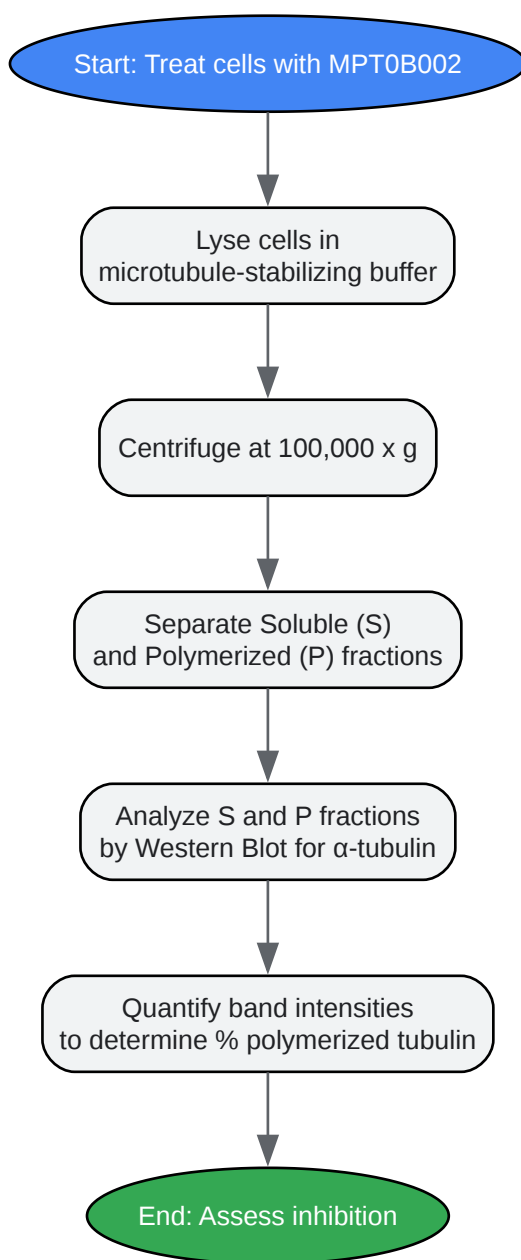 Start: Treat cells with MPT0B002
Lyse cells in
microtubule-stabilizing buffer
Centrifuge at 100,000 x g
Separate Soluble (S)
and Polymerized (P) fractions
Analyze S and P fractions
by Western Blot for α-tubulin
Quantify band intensities
to determine % polymerized tubulin
End: Assess inhibition